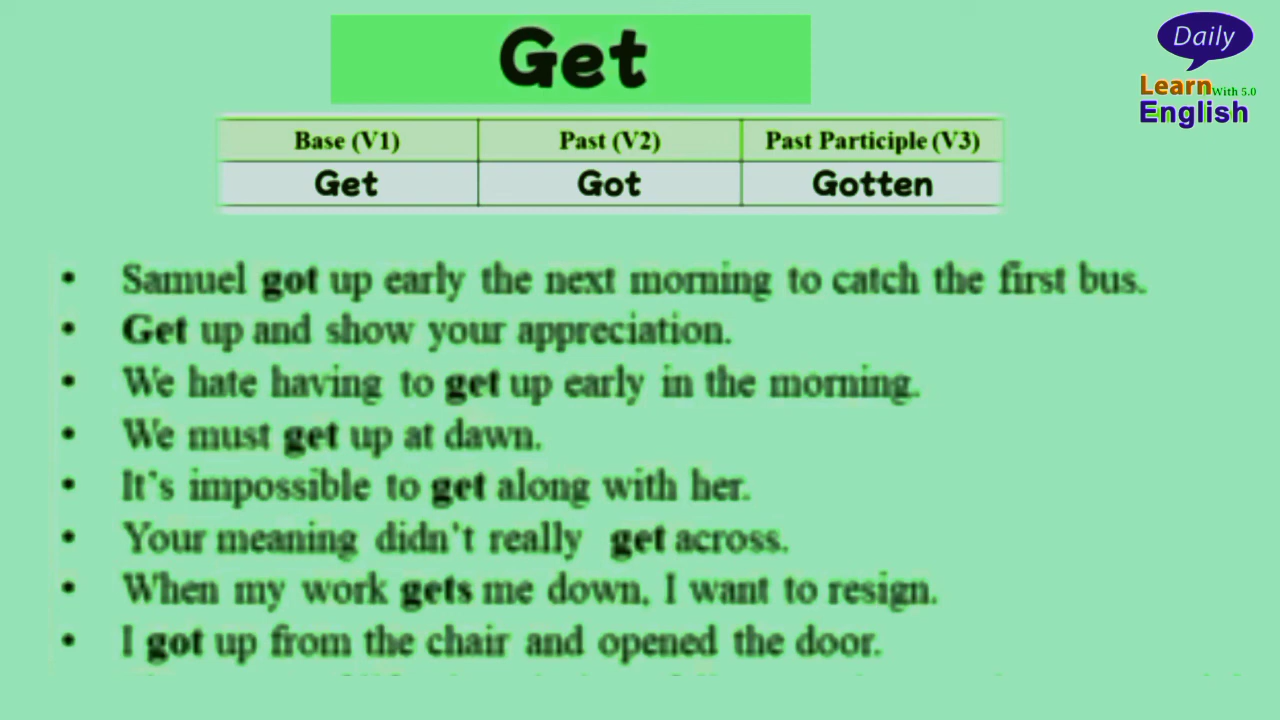 Get
Daily
Learn With 5.0
English
Base (V1) Past (V2) Past Participle (V3)
Get Got Gotten
• Samuel got up early the next morning to catch the first bus.
• Get up and show your appreciation.
• We hate having to get up early in the morning.
• We must get up at dawn.
• It's impossible to get along with her.
• Your meaning didn't really get across.
• When my work gets me down, I want to resign.
• I got up from the chair and opened the door.